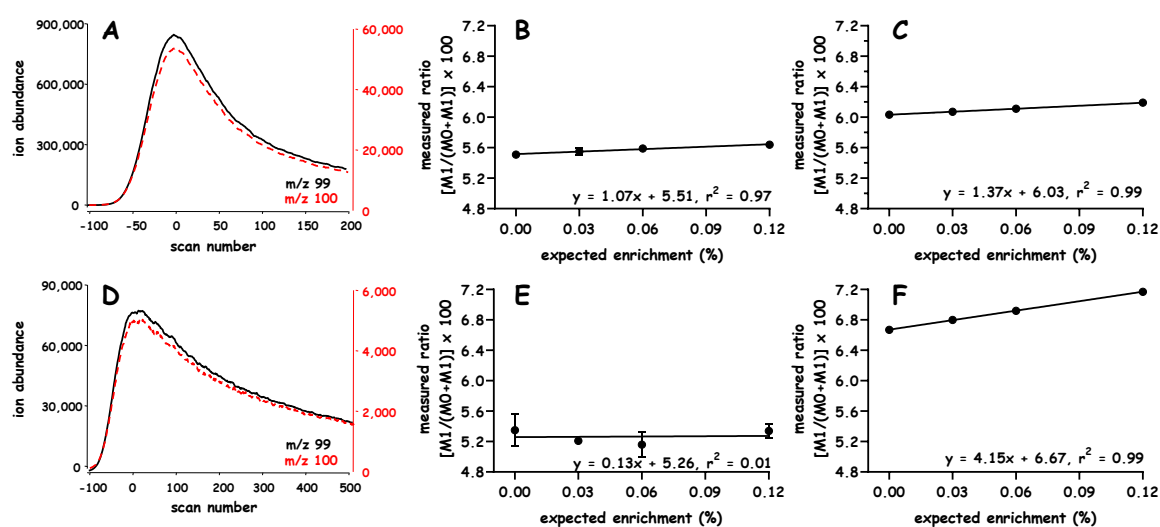 A
900,000
600,000
300,000
0
ion abundance
60,000
40,000
20,000
0
m/z 99
m/z 100
-100 -50 0 50 100 150 200
scan number
B
7.2
6.8
6.4
6.0
5.6
5.2
4.8
measured ratio
[M1/(M0+M1)] x 100
y = 1.07x + 5.51, r² = 0.97
0.00 0.03 0.06 0.09 0.12
expected enrichment (%)
C
7.2
6.8
6.4
6.0
5.6
5.2
4.8
measured ratio
[M1/(M0+M1)] x 100
y = 1.37x + 6.03, r² = 0.99
0.00 0.03 0.06 0.09 0.12
expected enrichment (%)
D
90,000
60,000
30,000
0
ion abundance
6,000
4,000
2,000
0
m/z 99
m/z 100
-100 0 100 200 300 400 500
scan number
E
7.2
6.8
6.4
6.0
5.6
5.2
4.8
measured ratio
[M1/(M0+M1)] x 100
y = 0.13x + 5.26, r² = 0.01
0.00 0.03 0.06 0.09 0.12
expected enrichment (%)
F
7.2
6.8
6.4
6.0
5.6
5.2
4.8
measured ratio
[M1/(M0+M1)] x 100
y = 4.15x + 6.67, r² = 0.99
0.00 0.03 0.06 0.09 0.12
expected enrichment (%)